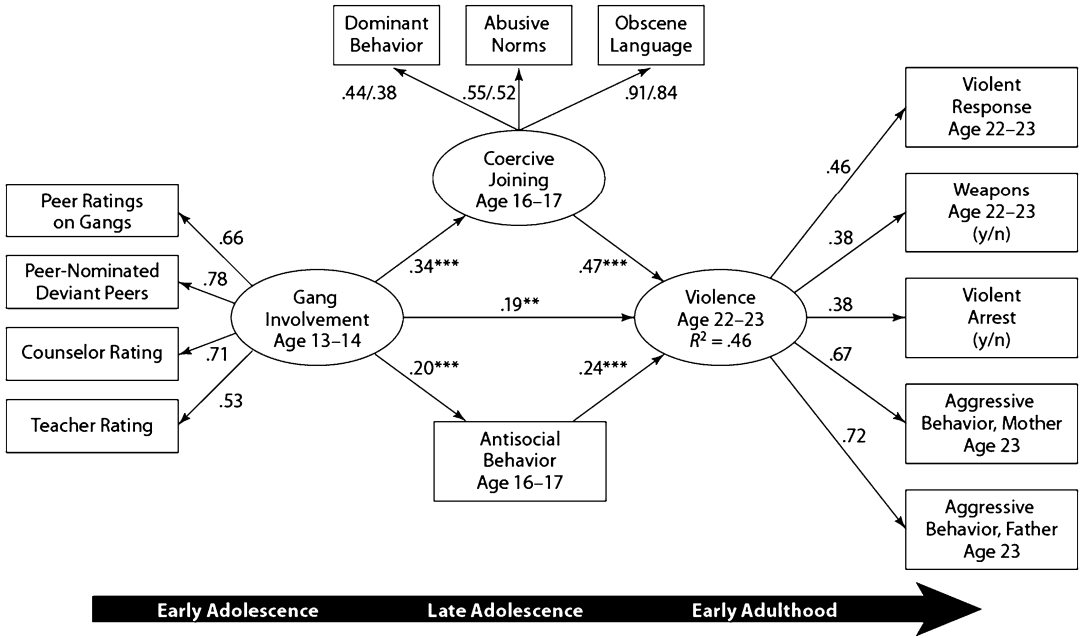 Dominant
Behavior
Abusive
Norms
Obscene
Language
.44/.38
.55/.52
.91/.84
Coercive
Joining
Age 16–17
Peer Ratings
on Gangs
Peer-Nominated
Deviant Peers
Counselor Rating
Teacher Rating
.66
.78
.71
.53
Gang
Involvement
Age 13–14
.34***
.19**
.20***
.47***
.24***
Antisocial
Behavior
Age 16–17
Violence
Age 22–23
R² = .46
.46
.38
.38
.67
.72
Violent
Response
Age 22–23
Weapons
Age 22–23
(y/n)
Violent
Arrest
(y/n)
Aggressive
Behavior, Mother
Age 23
Aggressive
Behavior, Father
Age 23
Early Adolescence
Late Adolescence
Early Adulthood